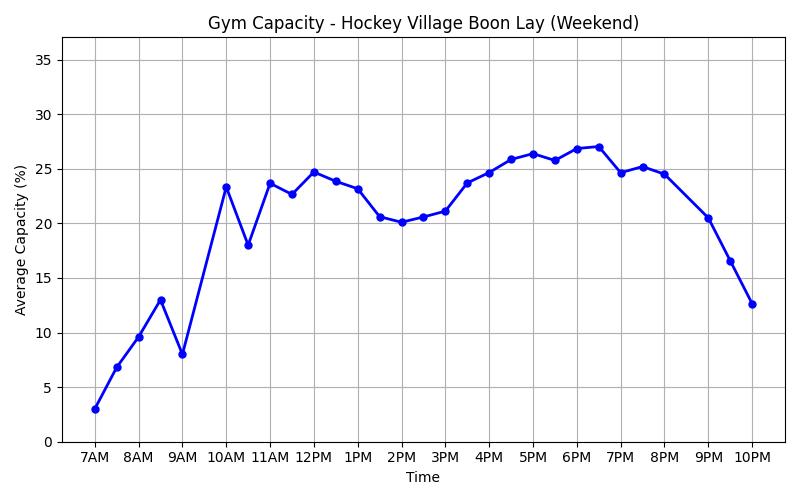 Gym Capacity - Hockey Village Boon Lay (Weekend)
Average Capacity (%)
35
30
25
20
15
10
5
0
7AM 8AM 9AM 10AM 11AM 12PM 1PM 2PM 3PM 4PM 5PM 6PM 7PM 8PM 9PM 10PM
Time